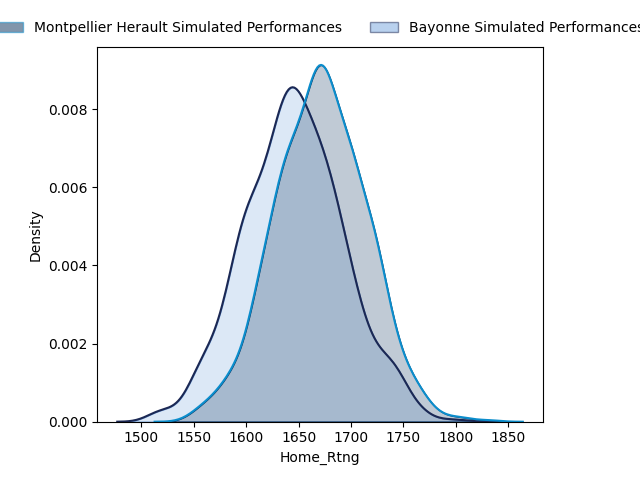 Montpellier Herault Simulated Performances
Bayonne Simulated Performances
Density
0.008
0.006
0.004
0.002
0.000
1500 1550 1600 1650 1700 1750 1800 1850
Home_Rtng